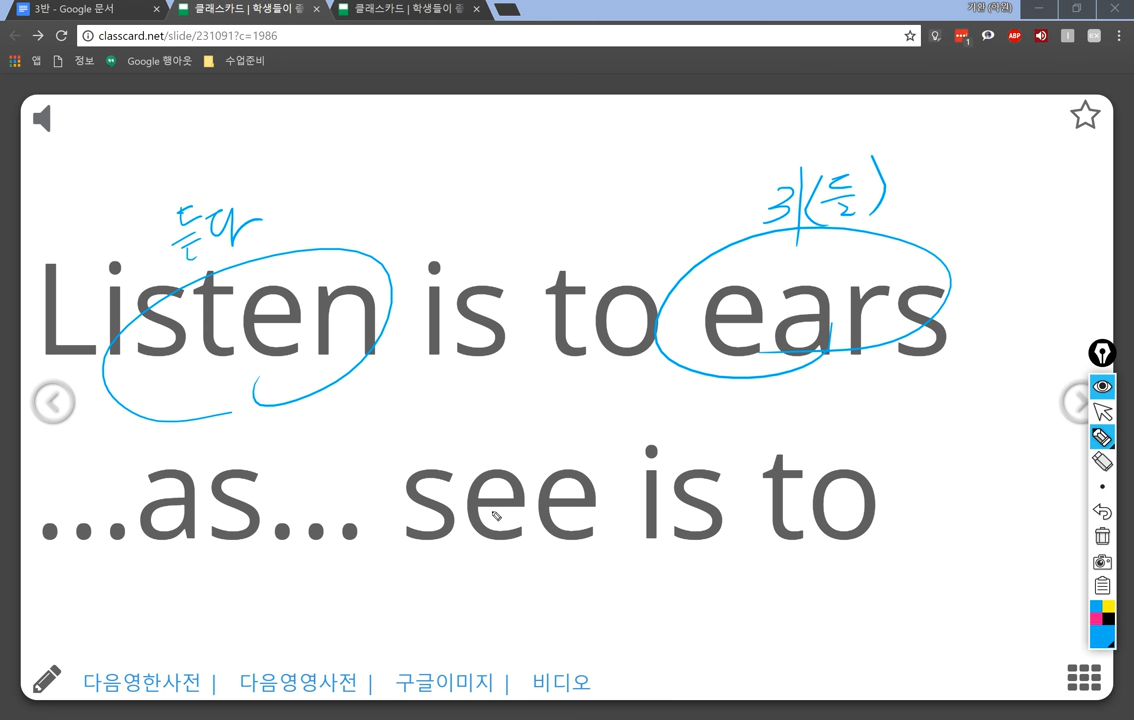 3반 - Google 문서
클래스카드 | 학생들이 좋
클래스카드 | 학생들이 좋
classcard.net/slide/231091?c=1986
1
ABP
앱 정보 Google 행아웃 수업준비
듣다
귀(들)
Listen is to ears
...as... see is to
다음영한사전 | 다음영영사전 | 구글이미지 | 비디오